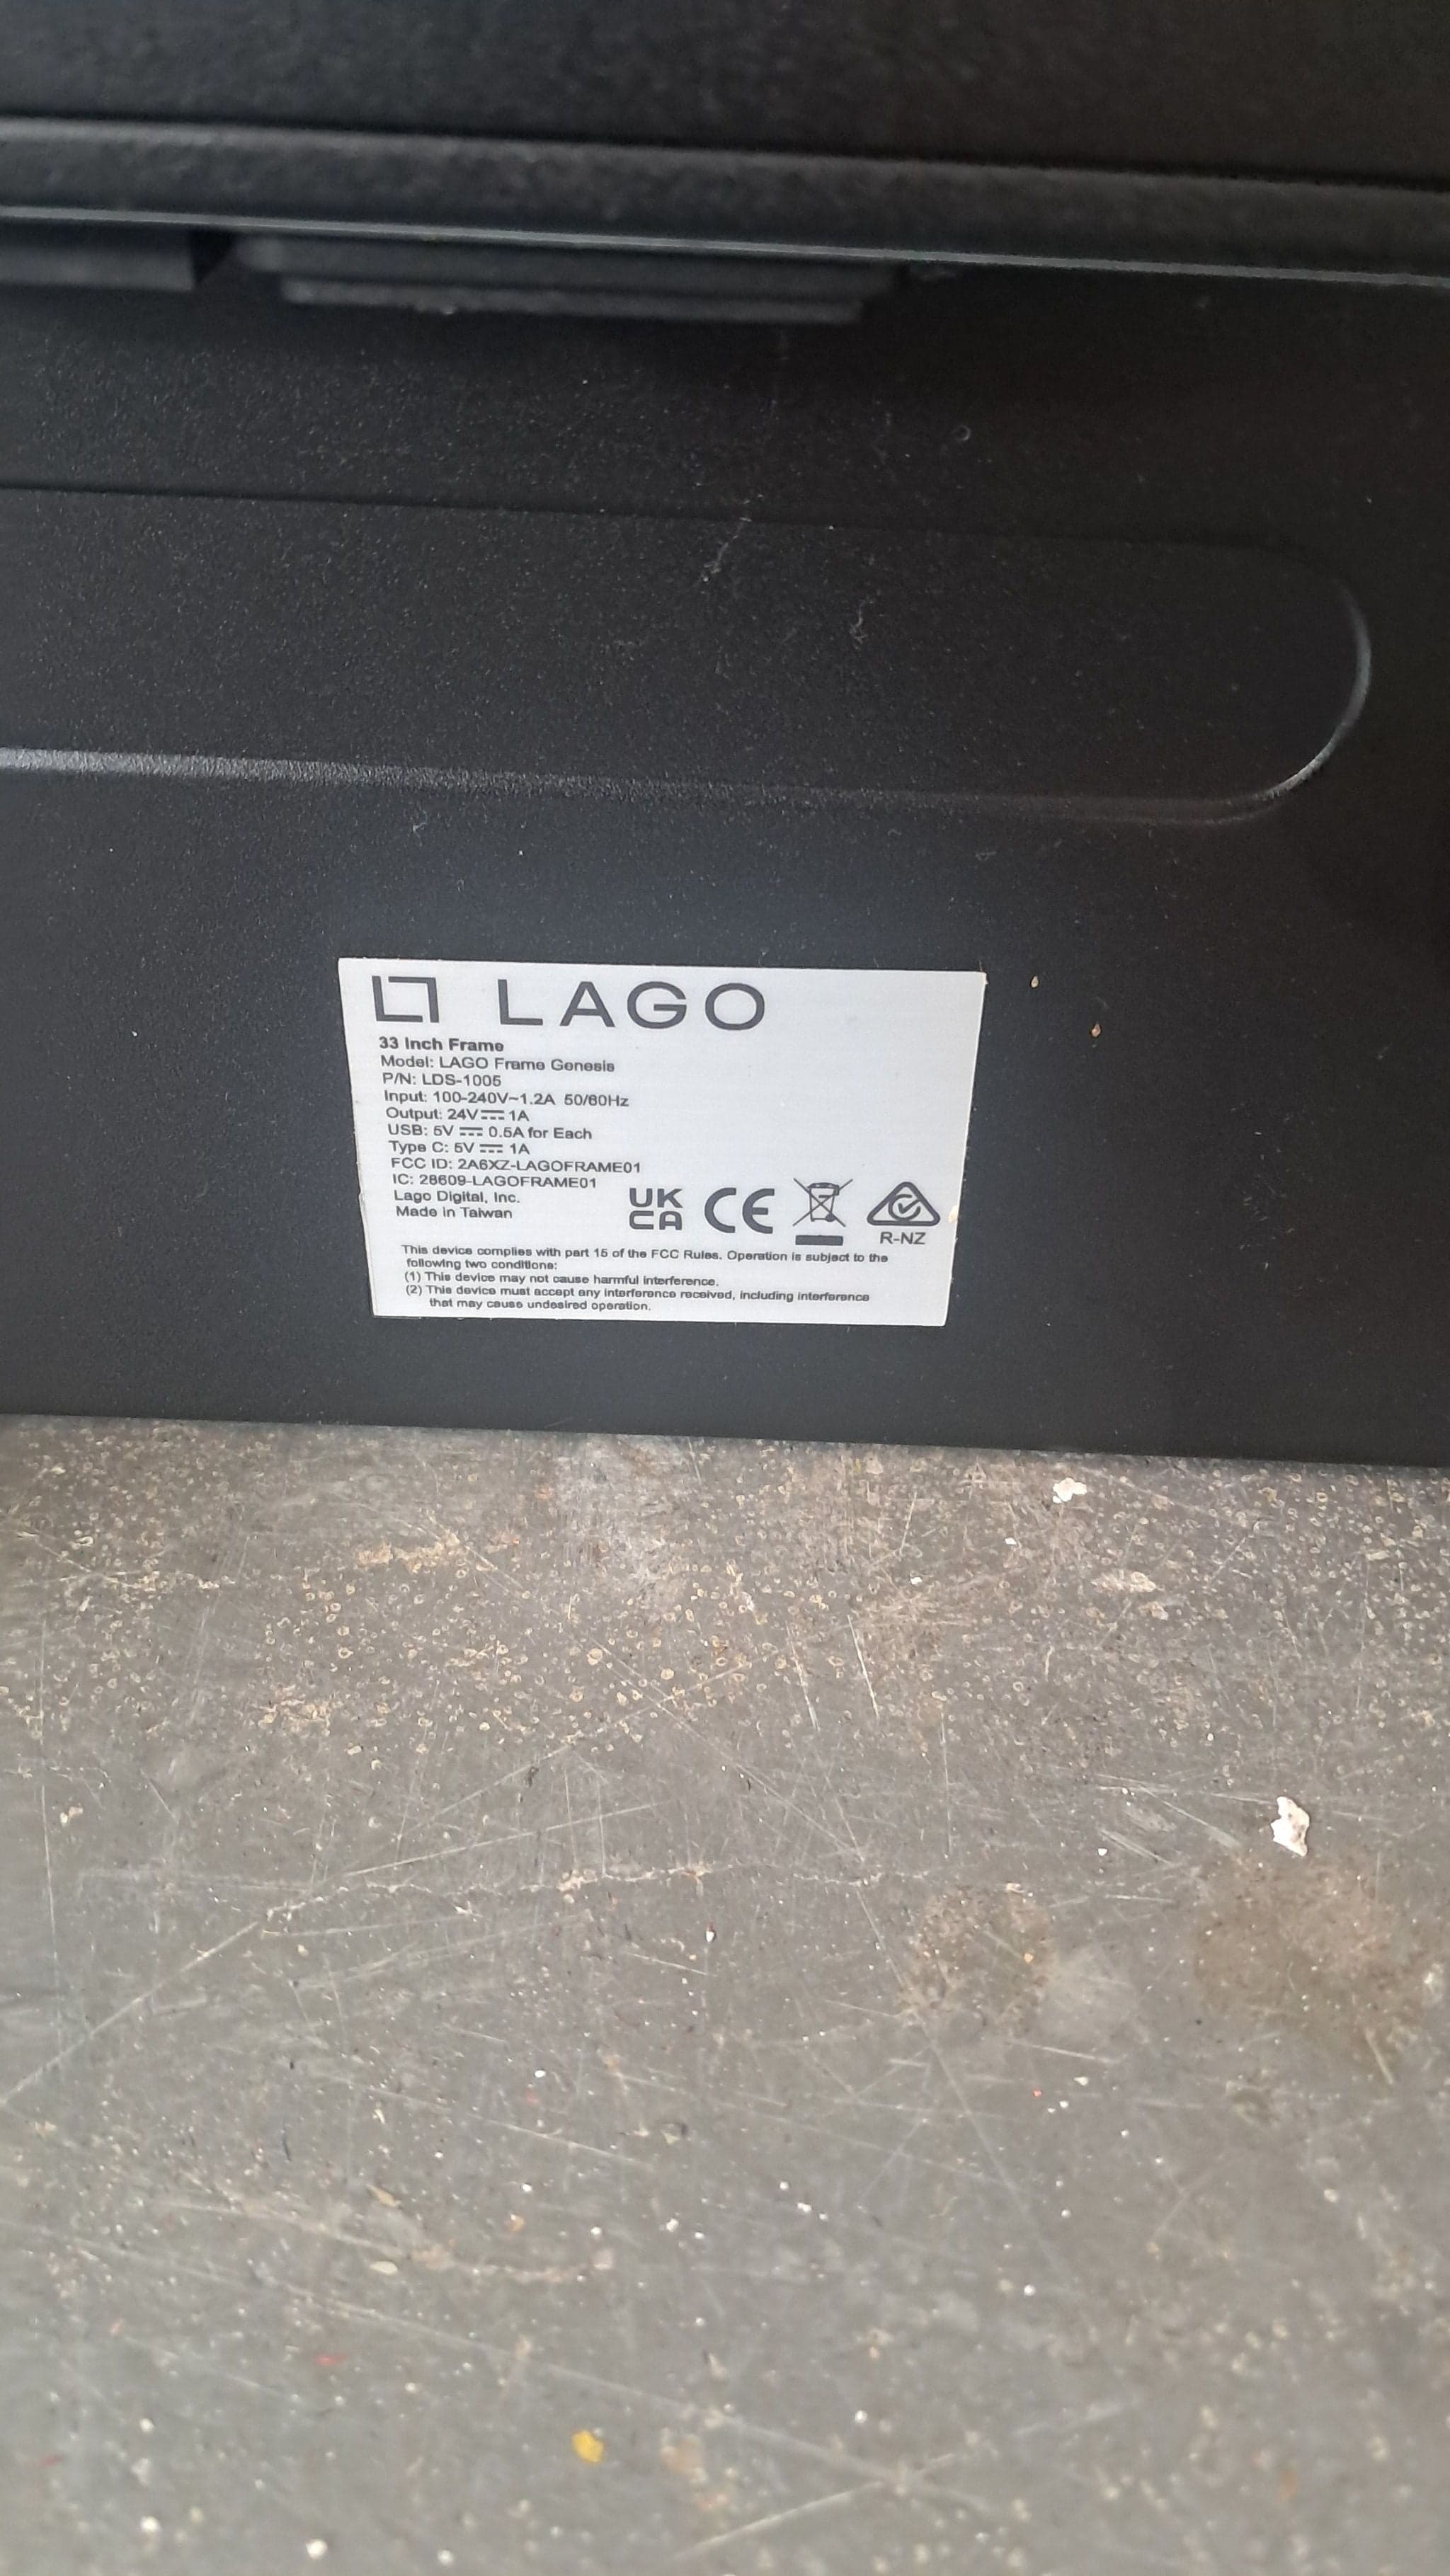 LAGO
33 Inch Frame
Model: LAGO Frame Genesis
P/N: LDS-1005
Input: 100-240V~1.2A 50/60Hz
Output: 24V⎓1A
USB: 5V ⎓ 0.5A for Each
Type C: 5V ⎓ 1A
FCC ID: 2A6XZ-LAGOFRAME01
IC: 28609-LAGOFRAME01
Lago Digital, Inc.
Made in Taiwan
UK
CA CE
R-NZ
This device complies with part 15 of the FCC Rules. Operation is subject to the
following two conditions:
(1) This device may not cause harmful interference.
(2) This device must accept any interference received, including interference
that may cause undesired operation.